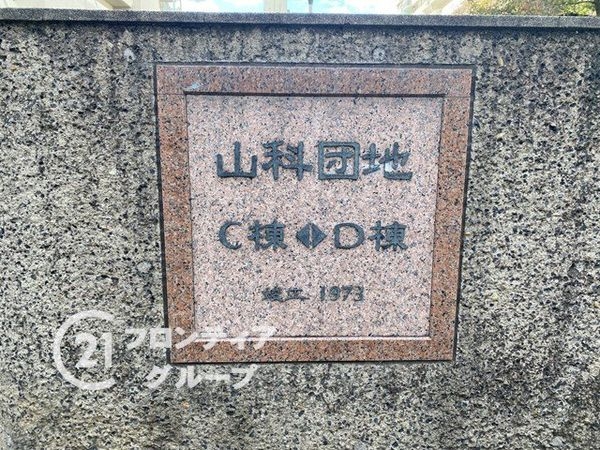 山科団地
C棟◆D棟
竣工 1973
21 フロンティア
グループ